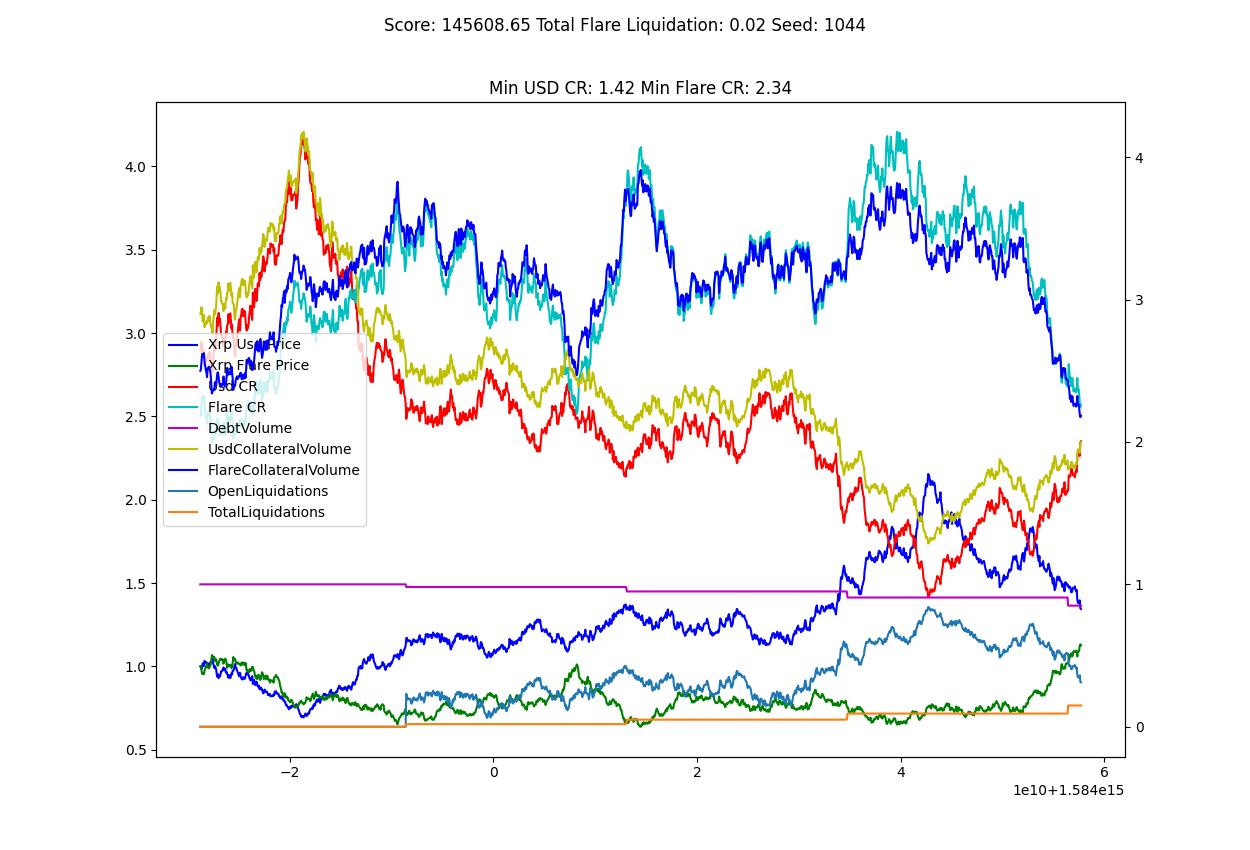 Score: 145608.65 Total Flare Liquidation: 0.02 Seed: 1044
Min USD CR: 1.42 Min Flare CR: 2.34
4.0
3.5
3.0
2.5
2.0
1.5
1.0
0.5
4
3
2
1
0
Xrp Usd Price
Xrp Flare Price
Usd CR
Flare CR
DebtVolume
UsdCollateralVolume
FlareCollateralVolume
OpenLiquidations
TotalLiquidations
−2
0
2
4
6
1e10+1.584e15